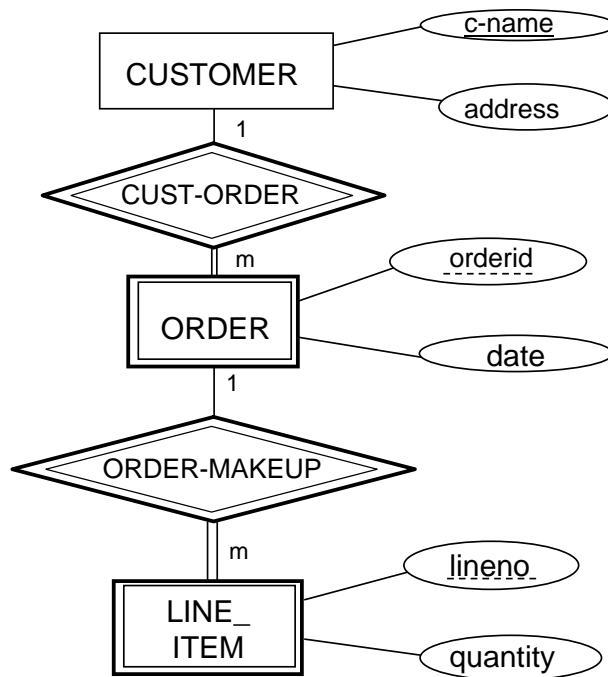 c-name
CUSTOMER
address
1
CUST-ORDER
m
orderid
ORDER
date
1
ORDER-MAKEUP
m
lineno
LINE_
ITEM
quantity